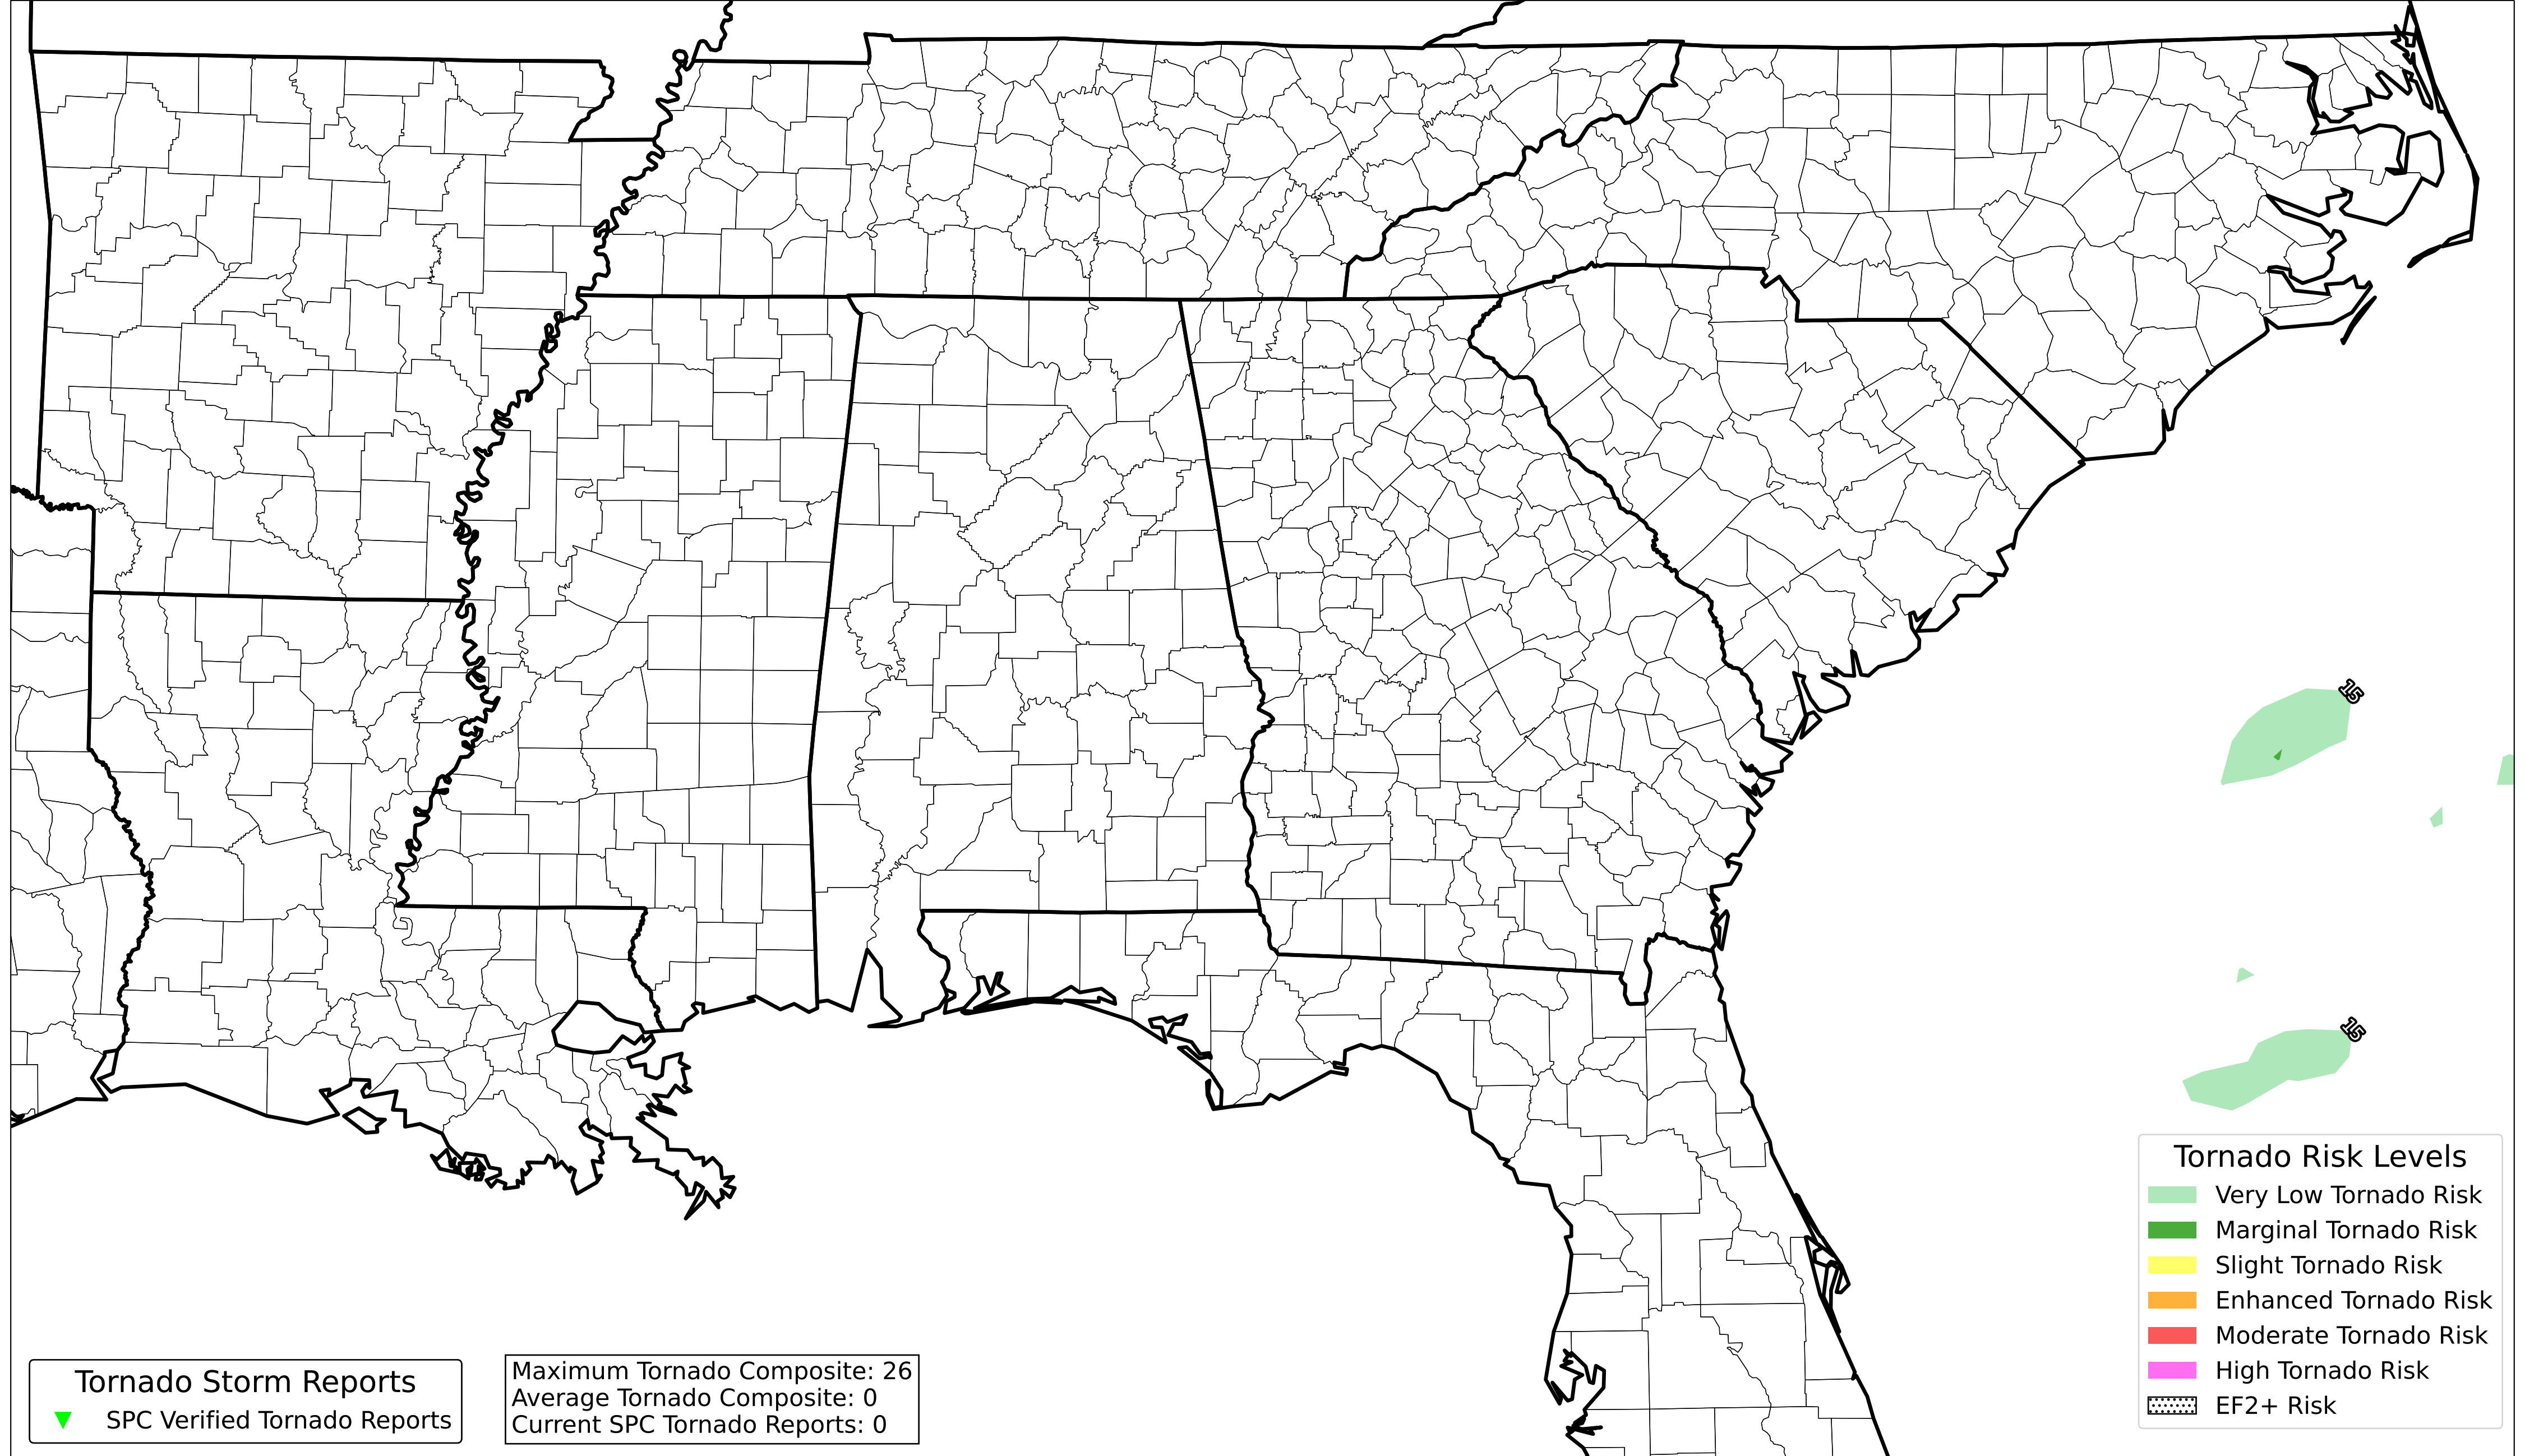 15
15
Tornado Risk Levels
Very Low Tornado Risk
Marginal Tornado Risk
Slight Tornado Risk
Enhanced Tornado Risk
Moderate Tornado Risk
High Tornado Risk
EF2+ Risk
Tornado Storm Reports
SPC Verified Tornado Reports
Maximum Tornado Composite: 26
Average Tornado Composite: 0
Current SPC Tornado Reports: 0